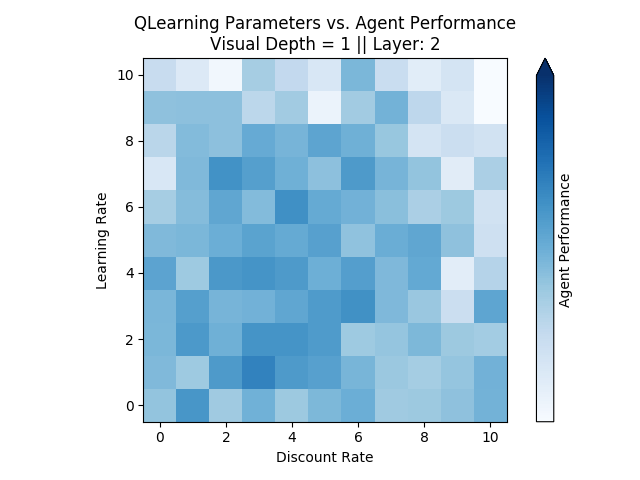 QLearning Parameters vs. Agent Performance
Visual Depth = 1 || Layer: 2
10
8
6
4
2
0
Learning Rate
0 2 4 6 8 10
Discount Rate
Agent Performance